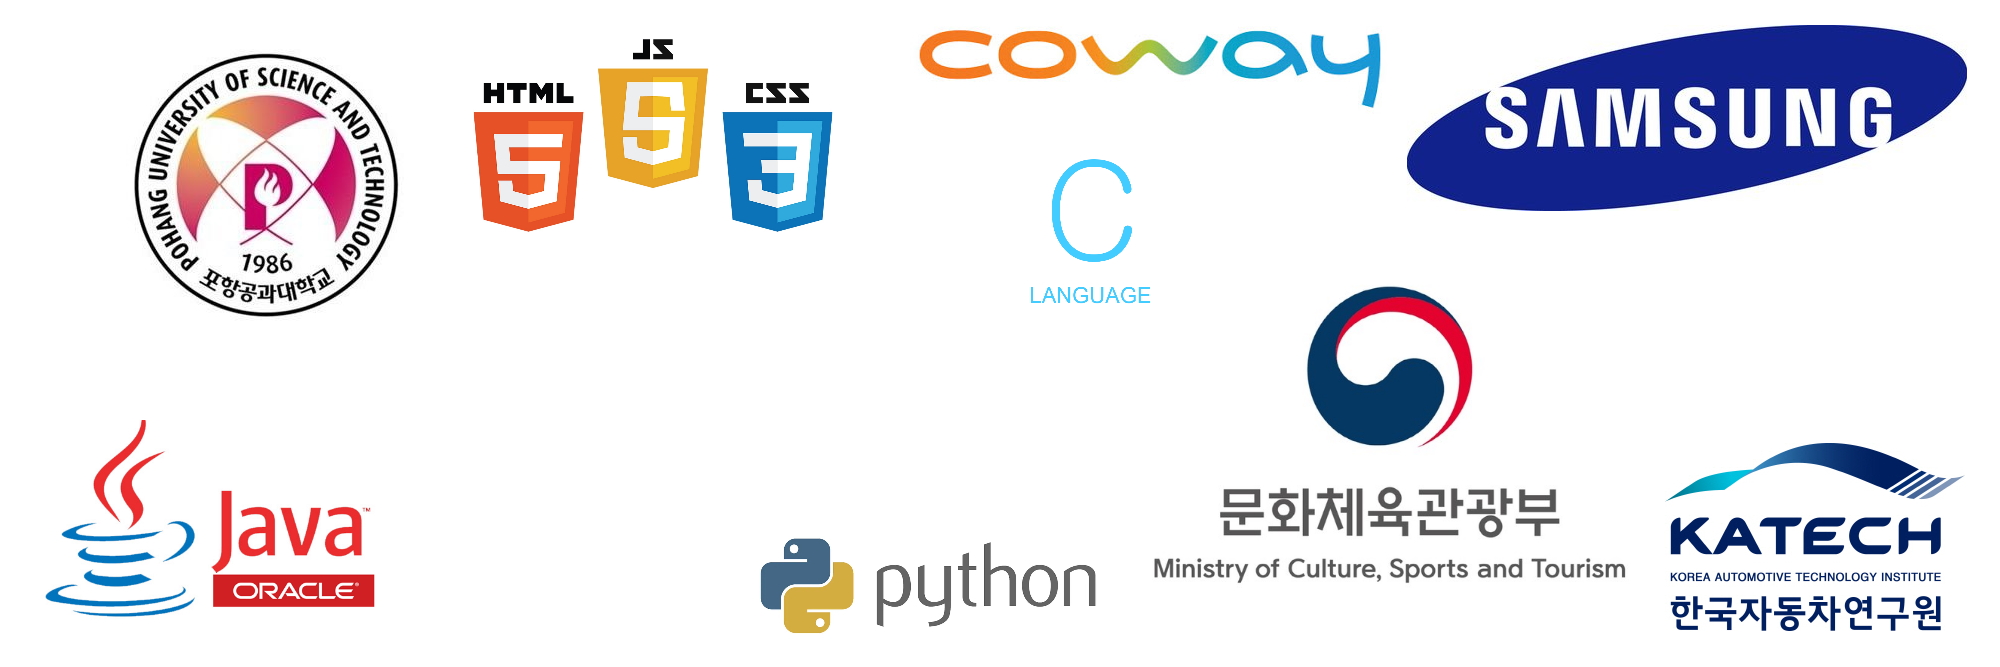 POHANG UNIVERSITY OF SCIENCE AND TECHNOLOGY
P
1986
포항공과대학교
HTML
5
JS
5
CSS
3
coway
SAMSUNG
C
LANGUAGE
문화체육관광부
Ministry of Culture, Sports and Tourism
Java™
ORACLE®
python
KATECH
KOREA AUTOMOTIVE TECHNOLOGY INSTITUTE
한국자동차연구원